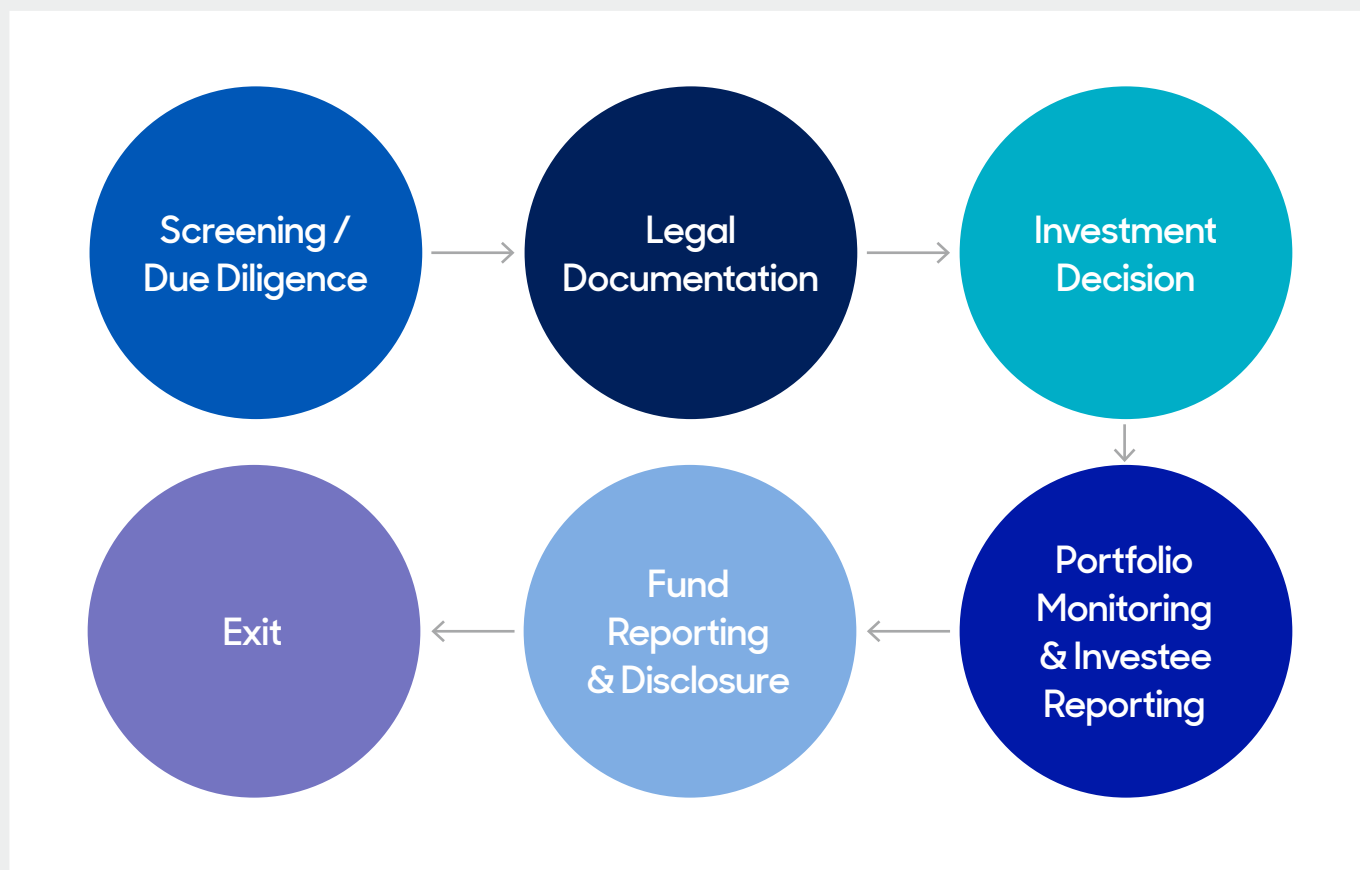 Screening /
Due Diligence
Legal
Documentation
Investment
Decision
Portfolio
Monitoring
& Investee
Reporting
Fund
Reporting
& Disclosure
Exit